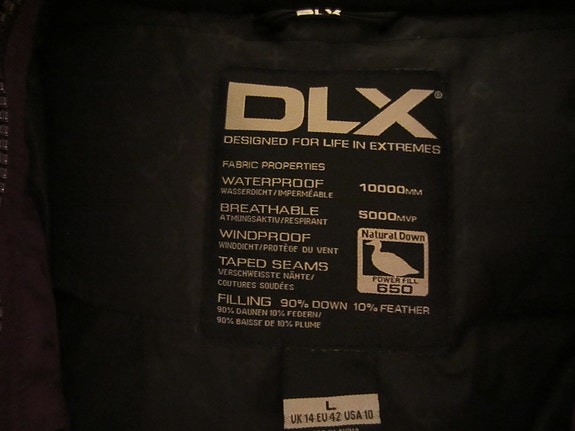 DLX
DLX®
DESIGNED FOR LIFE IN EXTREMES
FABRIC PROPERTIES
WATERPROOF 10000MM
WASSERDICHT/IMPERMÉABLE
BREATHABLE 5000MVP
ATMUNGSAKTIV/RESPIRANT
WINDPROOF
WINDDICHT/PROTÈGE DU VENT
Natural Down
POWER FILL
650
TAPED SEAMS
VERSCHWEISSTE NÄHTE/
COUTURES SOUDÉES
FILLING 90% DOWN 10% FEATHER
90% DAUNEN 10% FEDERN/
90% BAISSE DE 10% PLUME
L
UK 14 EU 42 USA 10